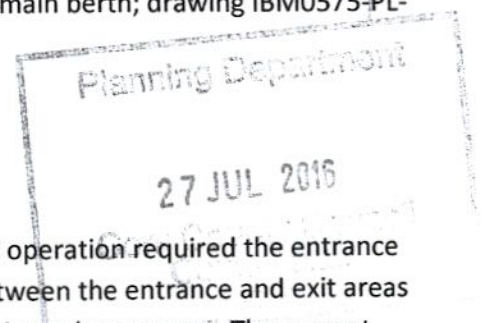 main berth; drawing IBM0575-PL-
Planning Department
27 JUL 2016
operation required the entrance
tween the entrance and exit areas